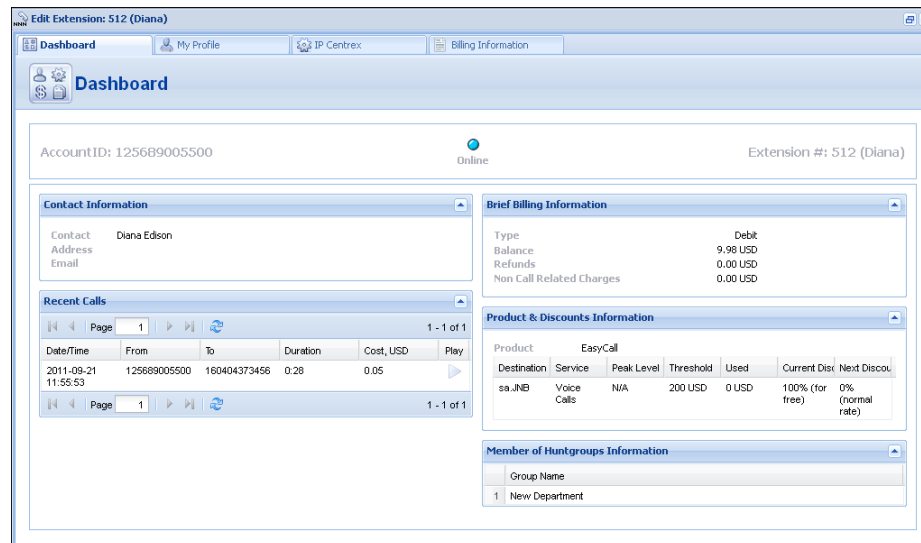 NNN Edit Extension: 512 (Diana)
Dashboard
My Profile
IP Centrex
Billing Information
Dashboard
AccountID: 125689005500
Online
Extension #: 512 (Diana)
Contact Information
Contact Diana Edison
Address
Email
Recent Calls
Page 1
1 - 1 of 1
Date/Time From To Duration Cost, USD Play
2011-09-21 125689005500 160404373456 0:28 0.05
11:55:53
Page 1
1 - 1 of 1
Brief Billing Information
Type Debit
Balance 9.98 USD
Refunds 0.00 USD
Non Call Related Charges 0.00 USD
Product & Discounts Information
Product EasyCall
Destination Service Peak Level Threshold Used Current Disc Next Discou
sa.JNB Voice N/A 200 USD 0 USD 100% (for 0%
Calls free) (normal
rate)
Member of Huntgroups Information
Group Name
1 New Department